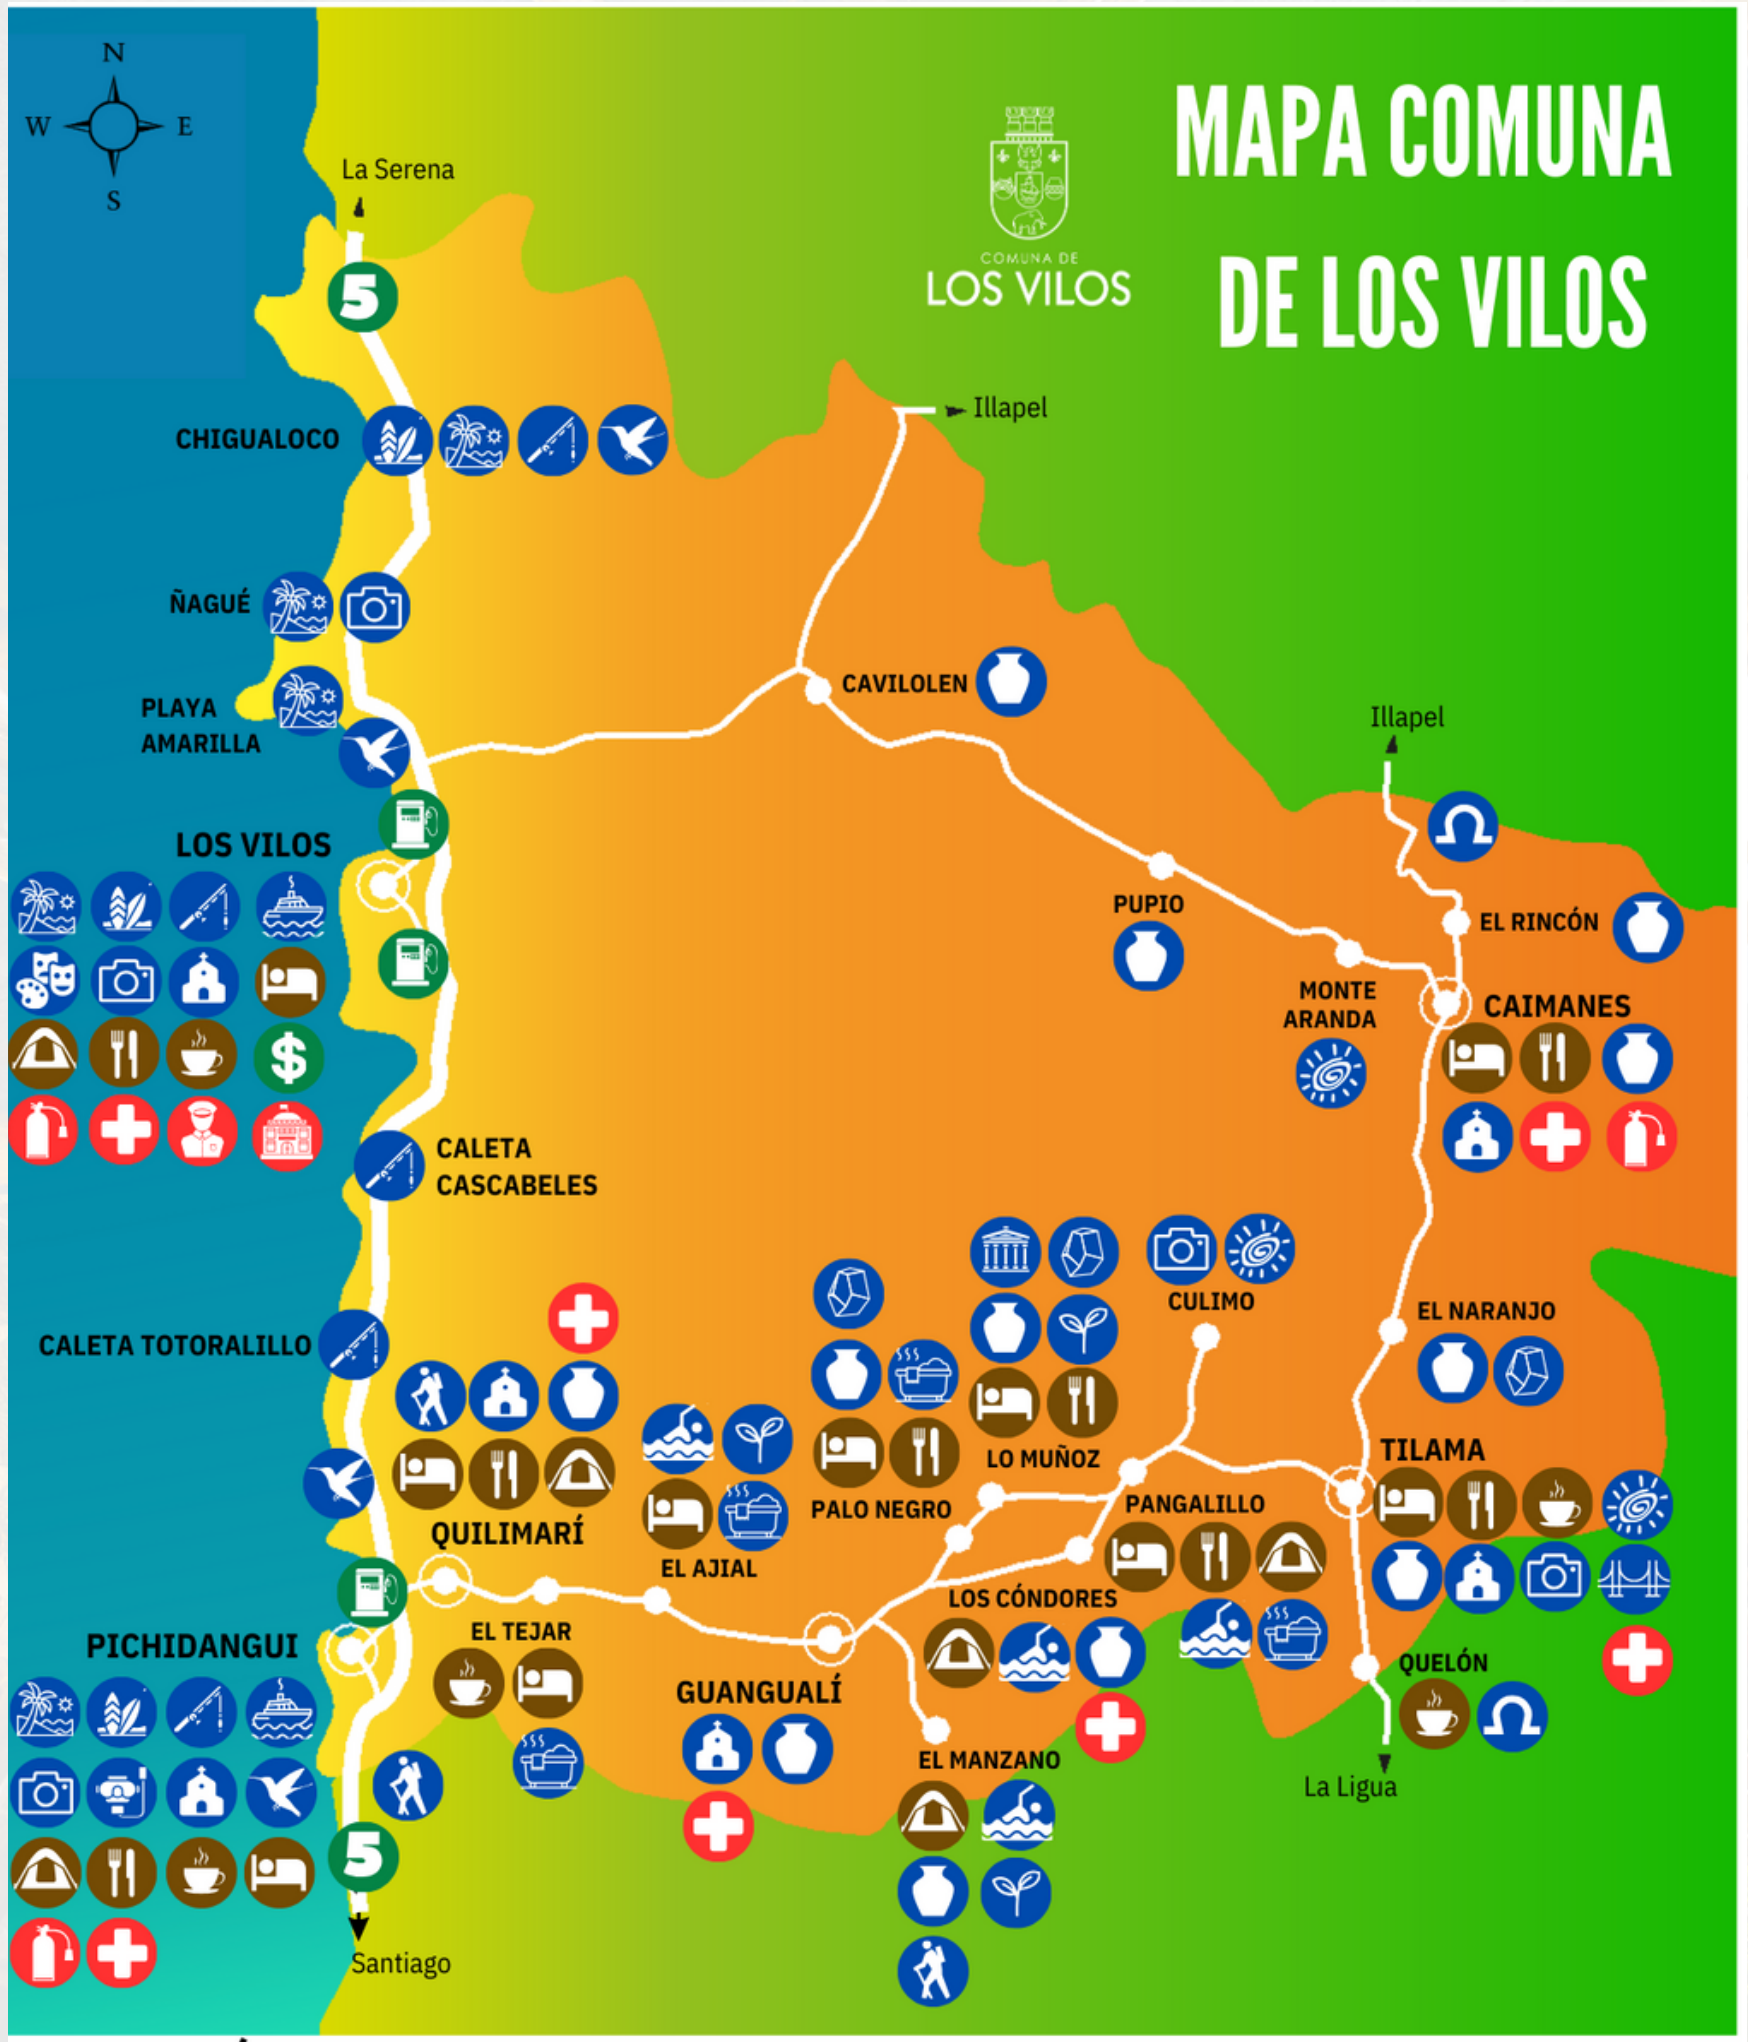 N
W
E
S
MAPA COMUNA
DE LOS VILOS
COMUNA DE
LOS VILOS
La Serena
5
Illapel
CHIGUALOCO
ÑAGUÉ
PLAYA
AMARILLA
CAVILOLEN
Illapel
LOS VILOS
PUPIO
EL RINCÓN
MONTE
ARANDA
CAIMANES
$
CALETA
CASCABELES
CULIMO
EL NARANJO
CALETA TOTORALILLO
LO MUÑOZ
TILAMA
PALO NEGRO
PANGALILLO
QUILIMARÍ
EL AJIAL
LOS CÓNDORES
EL TEJAR
PICHIDANGUI
QUELÓN
GUANGUALÍ
EL MANZANO
La Ligua
5
Santiago